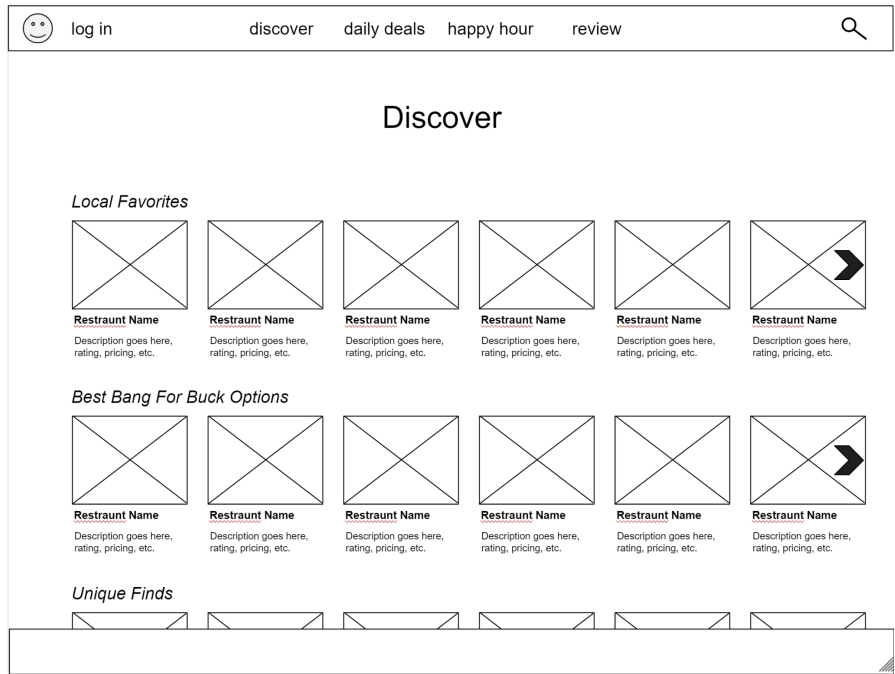 log in discover daily deals happy hour review
Discover
Local Favorites
Restraunt Name Restraunt Name Restraunt Name Restraunt Name Restraunt Name Restraunt Name
Description goes here, Description goes here, Description goes here, Description goes here, Description goes here, Description goes here,
rating, pricing, etc. rating, pricing, etc. rating, pricing, etc. rating, pricing, etc. rating, pricing, etc. rating, pricing, etc.
Best Bang For Buck Options
Restraunt Name Restraunt Name Restraunt Name Restraunt Name Restraunt Name Restraunt Name
Description goes here, Description goes here, Description goes here, Description goes here, Description goes here, Description goes here,
rating, pricing, etc. rating, pricing, etc. rating, pricing, etc. rating, pricing, etc. rating, pricing, etc. rating, pricing, etc.
Unique Finds